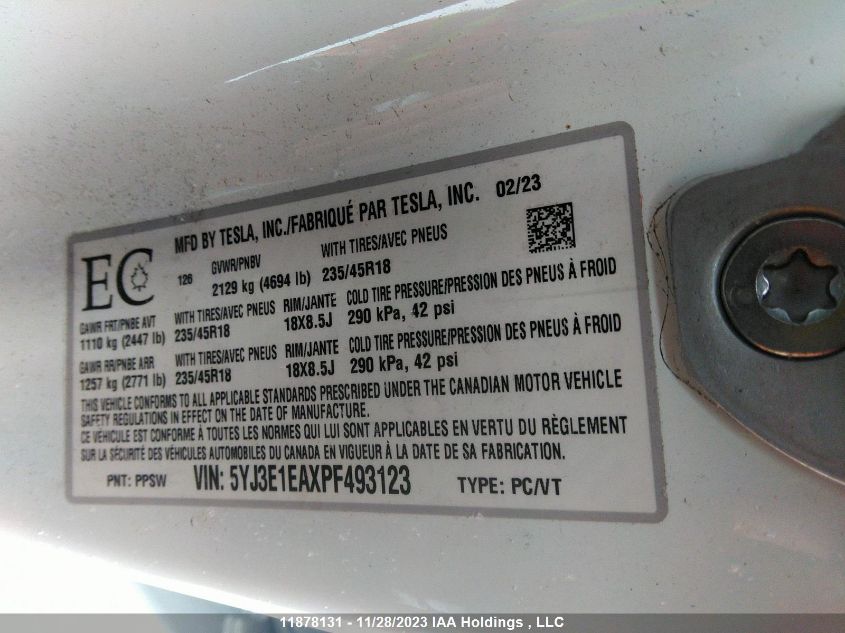 MFD BY TESLA, INC./FABRIQUÉ PAR TESLA, INC. 02/23
EC 126 GVWR/PNBV WITH TIRES/AVEC PNEUS
2129 kg (4694 lb) 235/45R18
GAWR FRT/PNBE AVT WITH TIRES/AVEC PNEUS RIM/JANTE COLD TIRE PRESSURE/PRESSION DES PNEUS À FROID
1110 kg (2447 lb) 235/45R18 18X8.5J 290 kPa, 42 psi
GAWR RR/PNBE ARR WITH TIRES/AVEC PNEUS RIM/JANTE COLD TIRE PRESSURE/PRESSION DES PNEUS À FROID
1257 kg (2771 lb) 235/45R18 18X8.5J 290 kPa, 42 psi
THIS VEHICLE CONFORMS TO ALL APPLICABLE STANDARDS PRESCRIBED UNDER THE CANADIAN MOTOR VEHICLE
SAFETY REGULATIONS IN EFFECT ON THE DATE OF MANUFACTURE.
CE VÉHICULE EST CONFORME À TOUTES LES NORMES QUI LUI SONT APPLICABLES EN VERTU DU RÈGLEMENT
SUR LA SÉCURITÉ DES VÉHICULES AUTOMOBILES DU CANADA EN VIGUEUR À LA DATE DE SA FABRICATION.
PNT: PPSW VIN: 5YJ3E1EAXPF493123 TYPE: PC/VT
11878131 - 11/28/2023 IAA Holdings , LLC